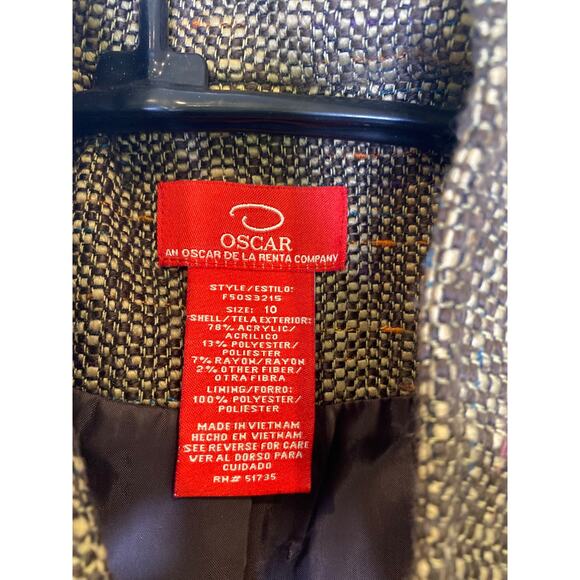 OSCAR
AN OSCAR DE LA RENTA COMPANY
STYLE/ESTILO:
F50S3215
SIZE: 10
SHELL/TELA EXTERIOR:
78% ACRYLIC/
ACRILICO
13% POLYESTER/
POLIESTER
7% RAYON/RAYON
2% OTHER FIBER/
OTRA FIBRA
LINING/FORRO:
100% POLYESTER/
POLIESTER
MADE IN VIETNAM
HECHO EN VIETNAM
SEE REVERSE FOR CARE
VER AL DORSO PARA
CUIDADO
RN# 51735